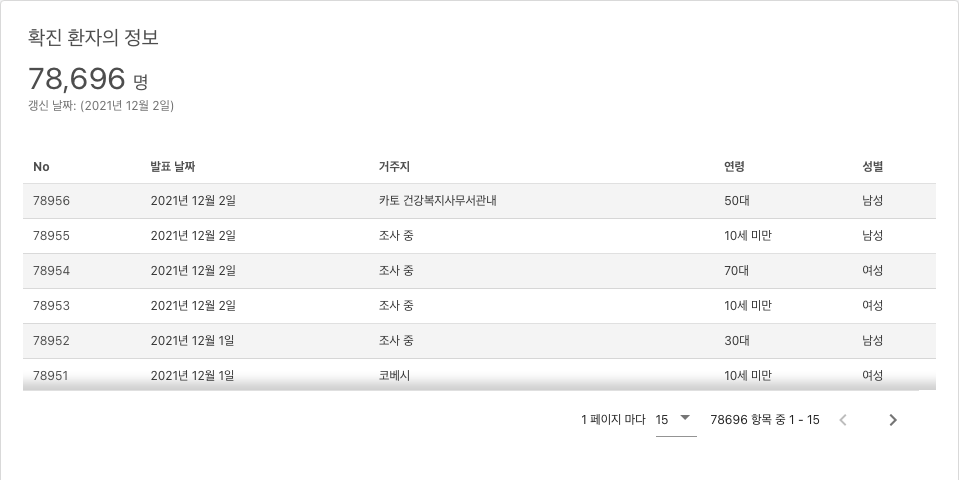 확진 환자의 정보
78,696 명
갱신 날짜: (2021년 12월 2일)
No 발표 날짜 거주지 연령 성별
78956 2021년 12월 2일 카토 건강복지사무서관내 50대 남성
78955 2021년 12월 2일 조사 중 10세 미만 남성
78954 2021년 12월 2일 조사 중 70대 여성
78953 2021년 12월 2일 조사 중 10세 미만 여성
78952 2021년 12월 1일 조사 중 30대 남성
78951 2021년 12월 1일 코베시 10세 미만 여성
1 페이지 마다 15 78696 항목 중 1 - 15